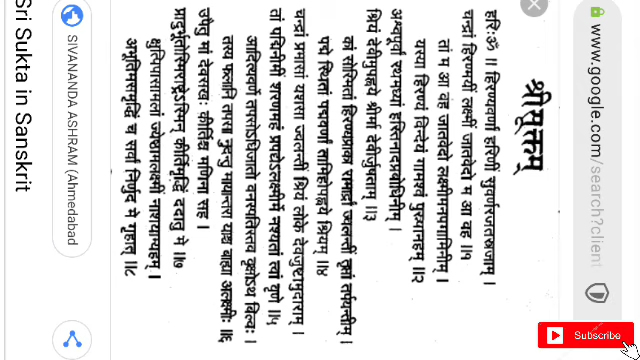 www.google.com/search?client
श्रीसूक्तम्
हरिःॐ ॥ हिरण्यवर्णां हरिणीं सुवर्णरजतस्रजाम् ।
चन्द्रां हिरण्मयीं लक्ष्मीं जातवेदो म आ वह ॥१
तां म आ वह जातवेदो लक्ष्मीमनपगामिनीम् ।
यस्यां हिरण्यं विन्देयं गामश्वं पुरुषानहम् ॥२
अश्वपूर्वां रथमध्यां हस्तिनादप्रबोधिनीम् ।
श्रियं देवीमुपह्वये श्रीर्मा देवीर्जुषताम् ॥३
कां सोस्मितां हिरण्यप्राकारामार्द्रां ज्वलन्तीं तृप्तां तर्पयन्तीम् ।
पद्मे स्थितां पद्मवर्णां तामिहोपह्वये श्रियम् ॥४
चन्द्रां प्रभासां यशसा ज्वलन्तीं श्रियं लोके देवजुष्टामुदाराम् ।
तां पद्मिनीमीं शरणमहं प्रपद्येऽलक्ष्मीर्मे नश्यतां त्वां वृणे ॥५
आदित्यवर्णे तपसोऽधिजातो वनस्पतिस्तव वृक्षोऽथ बिल्वः ।
तस्य फलानि तपसा नुदन्तु मायान्तरा याश्च बाह्या अलक्ष्मीः ॥६
उपैतु मां देवसखः कीर्तिश्च मणिना सह ।
प्रादुर्भूतोऽस्मि राष्ट्रेऽस्मिन् कीर्तिमृद्धिं ददातु मे ॥७
क्षुत्पिपासामलां ज्येष्ठामलक्ष्मीं नाशयाम्यहम् ।
अभूतिमसमृद्धिं च सर्वां निर्णुद मे गृहात् ॥८
SIVANANDA ASHRAM (Ahmedabad
Sri Sukta in Sanskrit
Subscribe